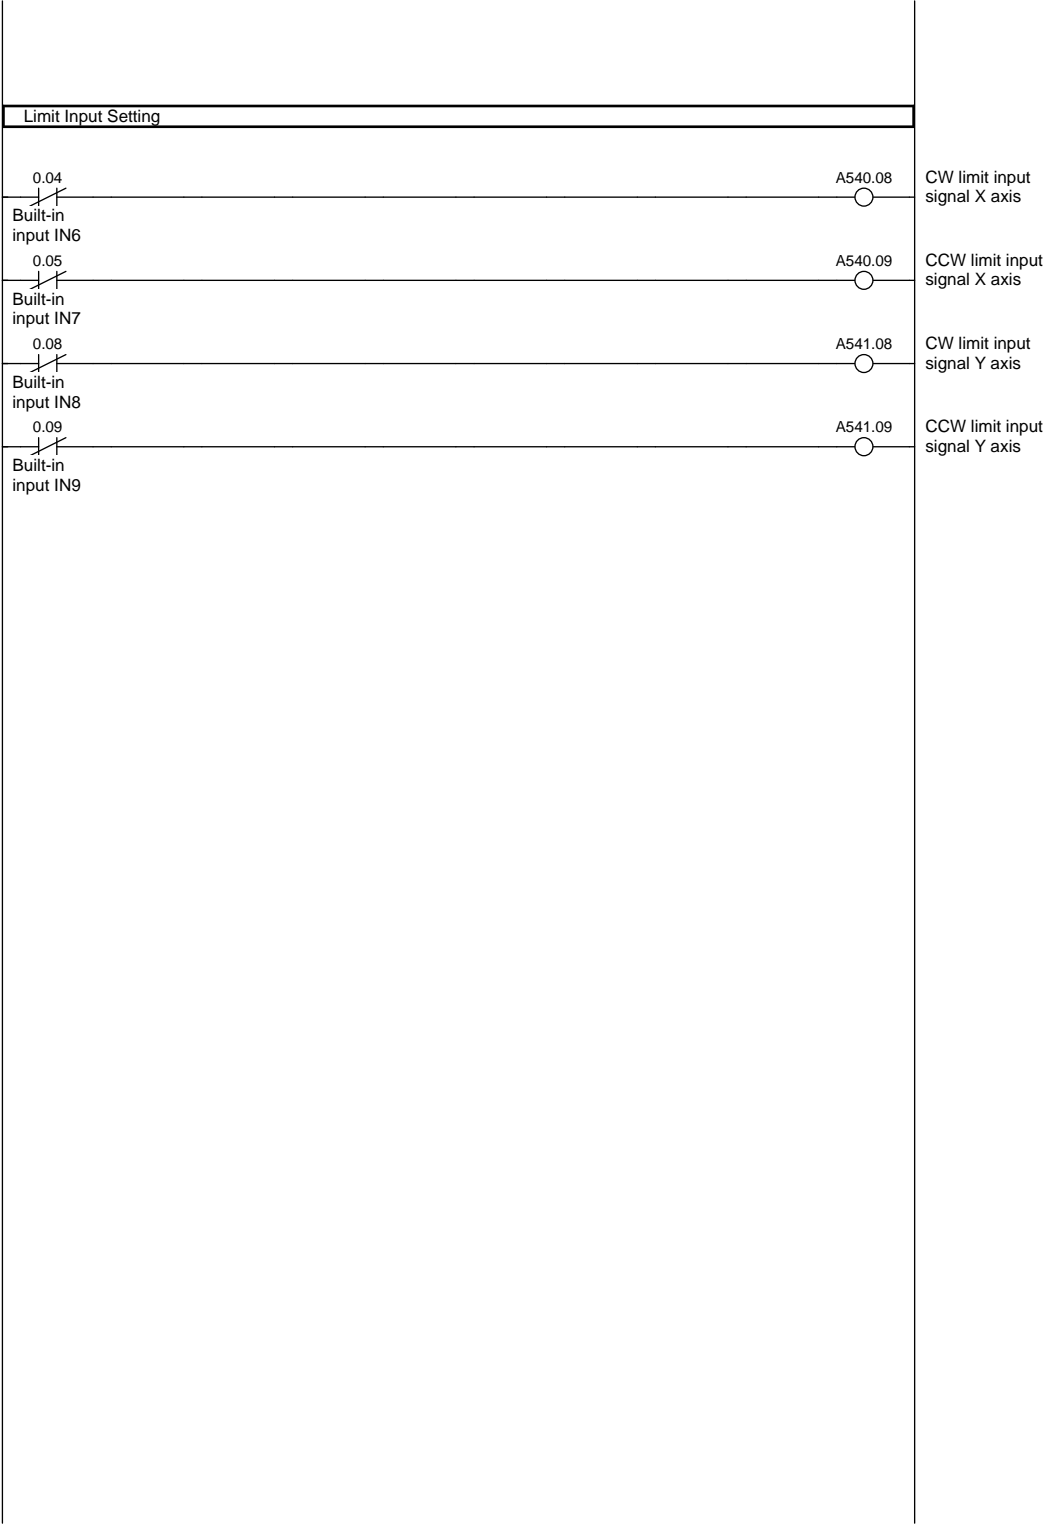 Limit Input Setting
0.04
A540.08
CW limit input
signal X axis
Built-in
input IN6
0.05
A540.09
CCW limit input
signal X axis
Built-in
input IN7
0.08
A541.08
CW limit input
signal Y axis
Built-in
input IN8
0.09
A541.09
CCW limit input
signal Y axis
Built-in
input IN9